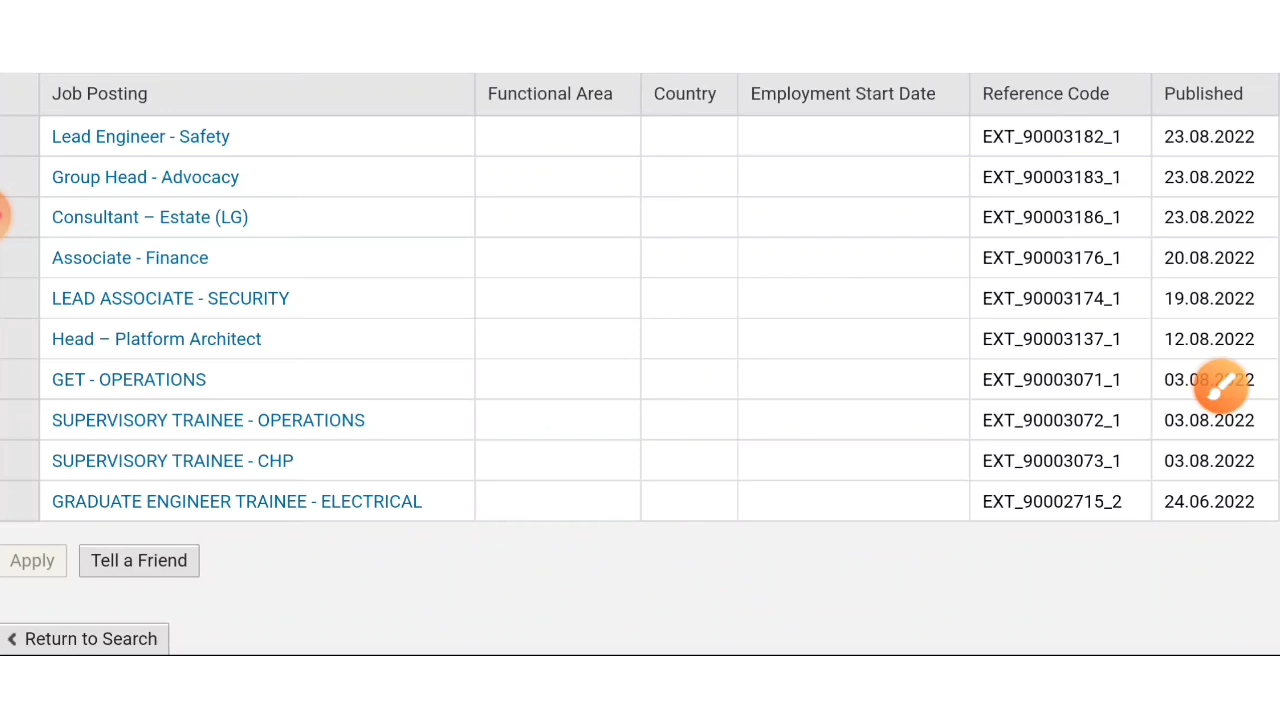 Job Posting Functional Area Country Employment Start Date Reference Code Published
Lead Engineer - Safety EXT_90003182_1 23.08.2022
Group Head - Advocacy EXT_90003183_1 23.08.2022
Consultant – Estate (LG) EXT_90003186_1 23.08.2022
Associate - Finance EXT_90003176_1 20.08.2022
LEAD ASSOCIATE - SECURITY EXT_90003174_1 19.08.2022
Head – Platform Architect EXT_90003137_1 12.08.2022
GET - OPERATIONS EXT_90003071_1 03.08.2022
SUPERVISORY TRAINEE - OPERATIONS EXT_90003072_1 03.08.2022
SUPERVISORY TRAINEE - CHP EXT_90003073_1 03.08.2022
GRADUATE ENGINEER TRAINEE - ELECTRICAL EXT_90002715_2 24.06.2022
Apply Tell a Friend
Return to Search